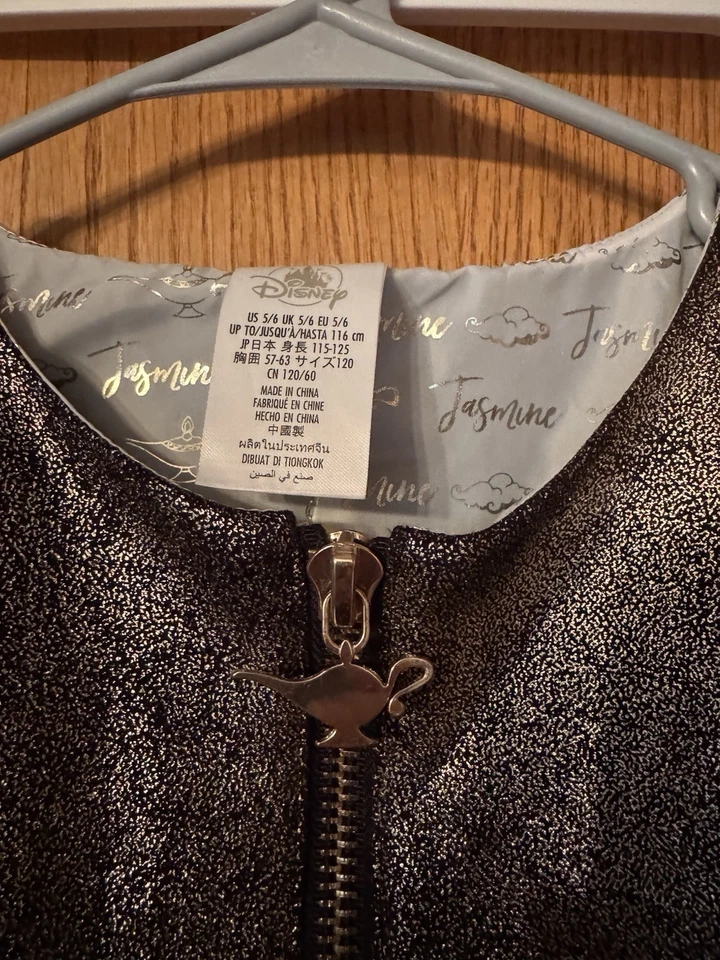 Disney
US 5/6 UK 5/6 EU 5/6
UP TO/JUSQU'À/HASTA 116 cm
JP日本 身長 115-125
胸囲 57-63 サイズ120
CN 120/60
MADE IN CHINA
FABRIQUÉ EN CHINE
HECHO EN CHINA
中國製
ผลิตในประเทศจีน
DIBUAT DI TIONGKOK
صنع في الصين
Jasmine